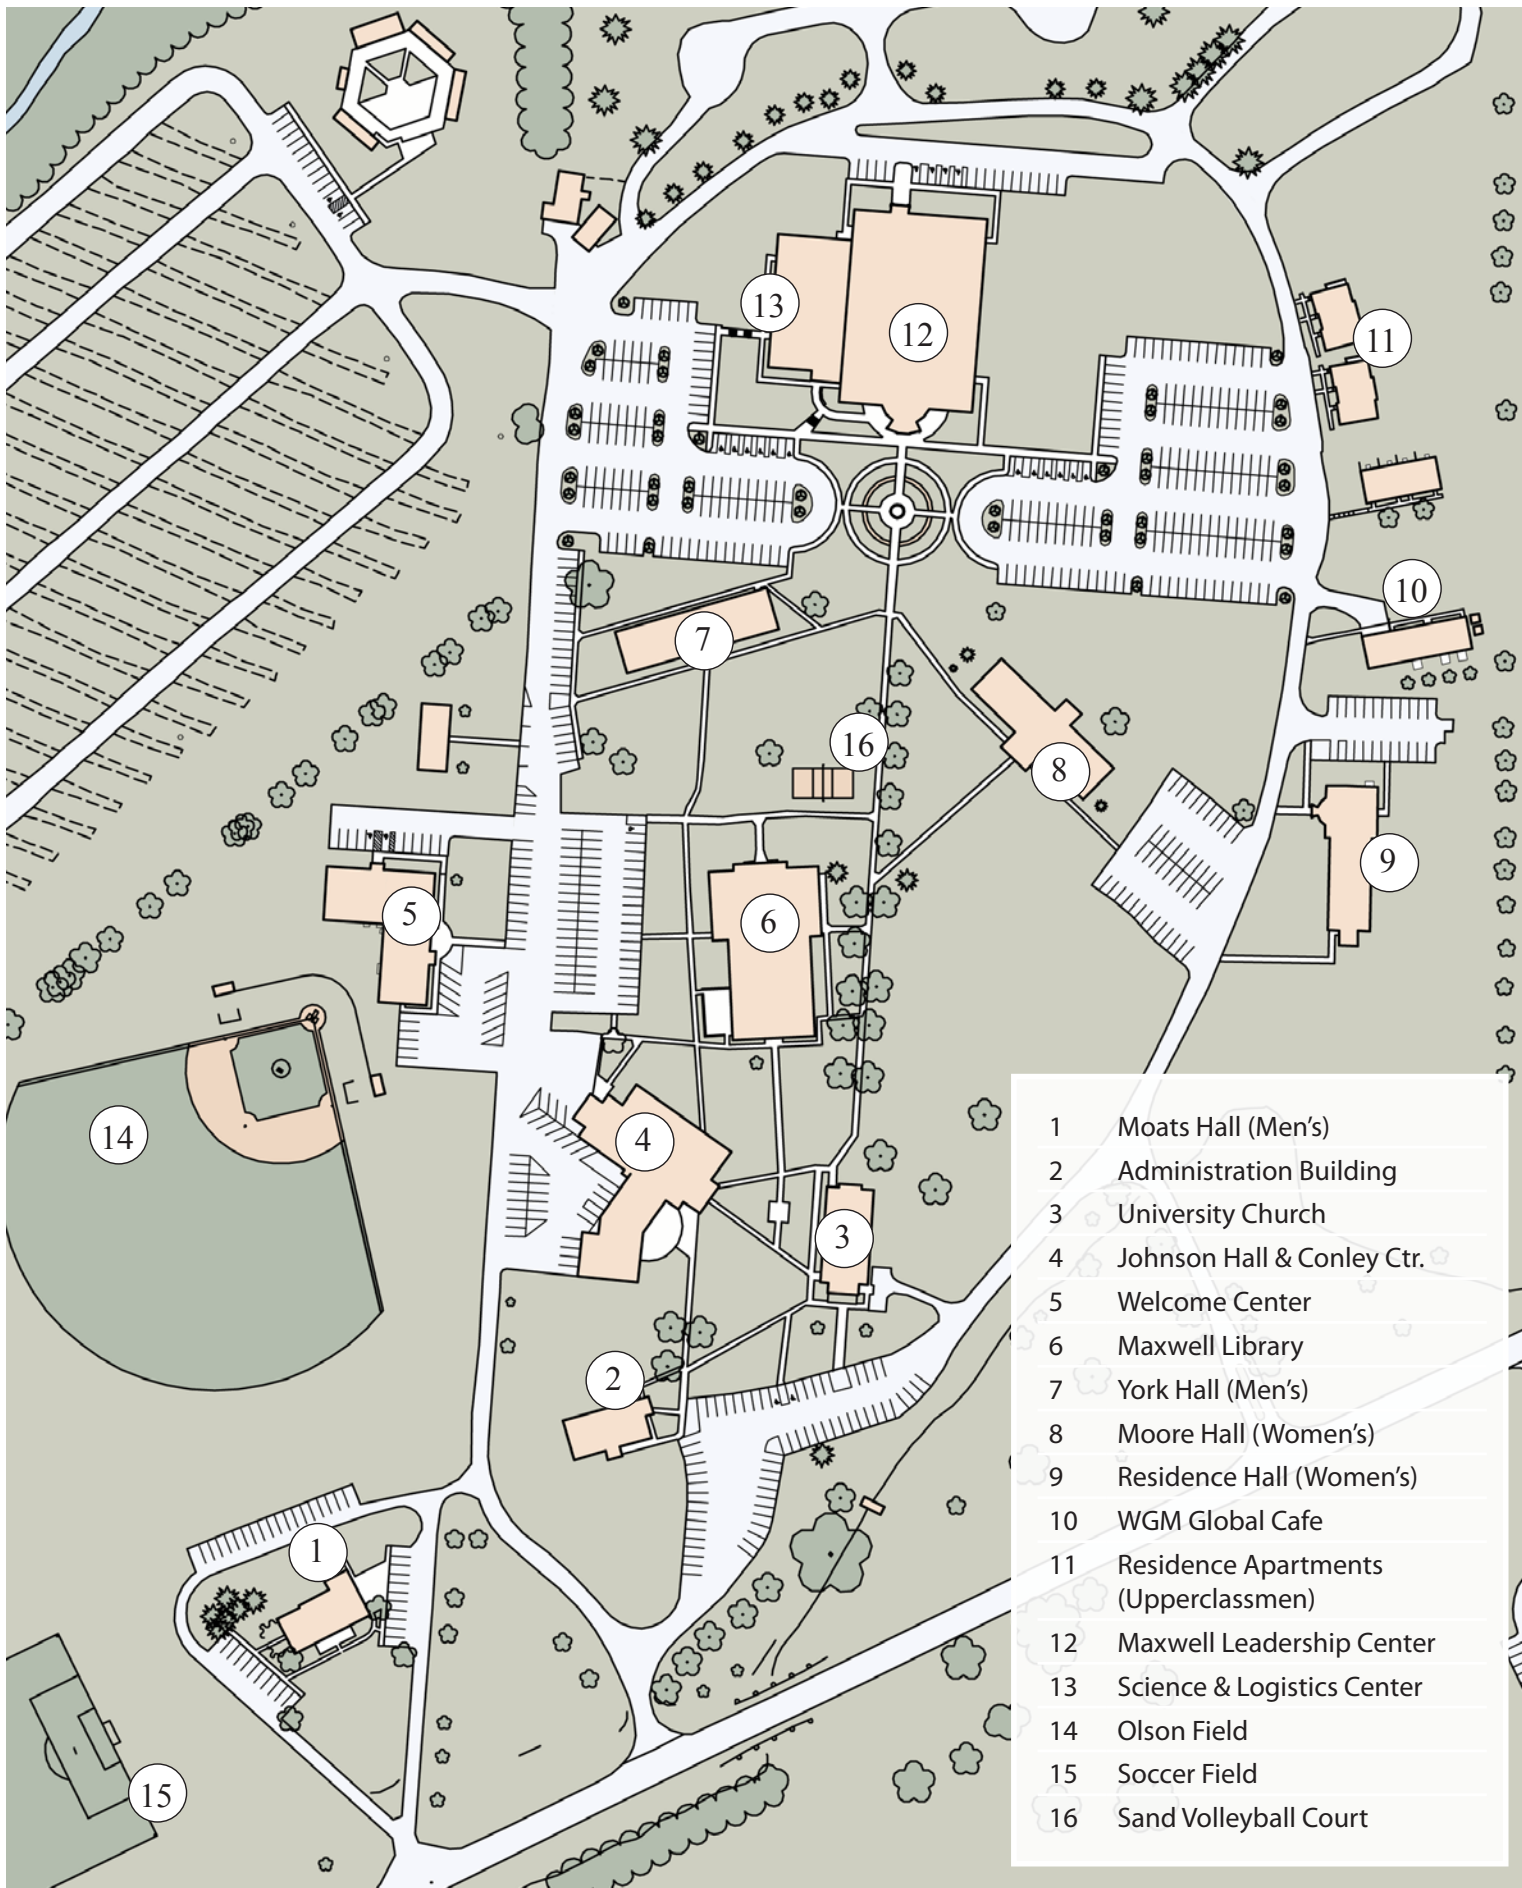 13
12
11
10
7
16
8
9
5
6
14
4
3
2
1
15
1 Moats Hall (Men’s)
2 Administration Building
3 University Church
4 Johnson Hall & Conley Ctr.
5 Welcome Center
6 Maxwell Library
7 York Hall (Men’s)
8 Moore Hall (Women’s)
9 Residence Hall (Women’s)
10 WGM Global Cafe
11 Residence Apartments
(Upperclassmen)
12 Maxwell Leadership Center
13 Science & Logistics Center
14 Olson Field
15 Soccer Field
16 Sand Volleyball Court